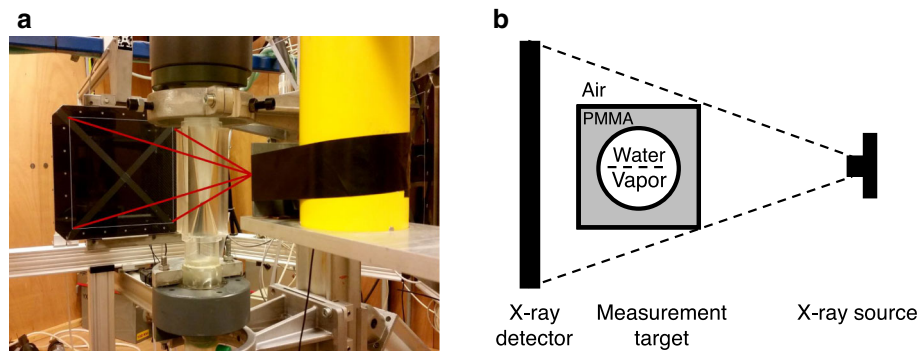 a
b
Air
PMMA
Water
Vapor
X-ray
detector
Measurement
target
X-ray source